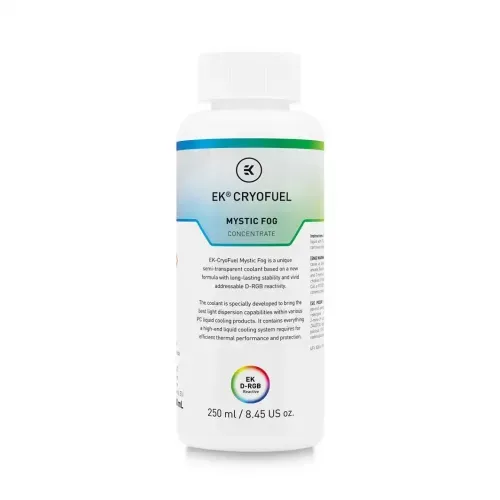 EK
EK® CRYOFUEL
MYSTIC FOG
CONCENTRATE
EK-CryoFuel Mystic Fog is a unique
semi-transparent coolant based on a new
formula with long-lasting stability and vivid
addressable D-RGB reactivity.
The coolant is specially developed to bring the
best light dispersion capabilities within various
PC liquid cooling products. It contains everything
a high-end liquid cooling system requires for
efficient thermal performance and protection.
EK
D-RGB
Reactive
250 ml / 8.45 US oz.